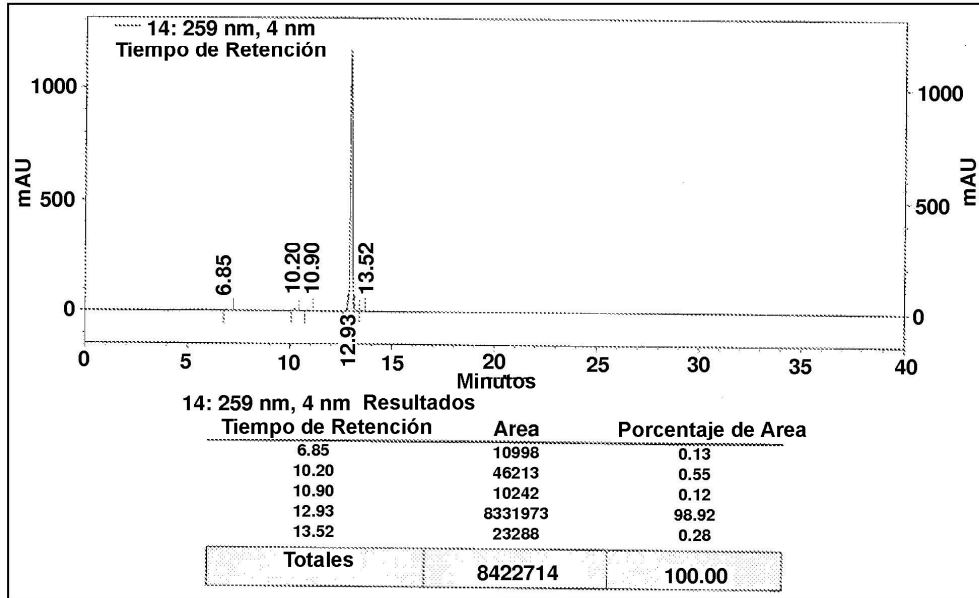 14: 259 nm, 4 nm
Tiempo de Retención
1000
1000
mAU
500
500
mAU
6.85
10.20
10.90
13.52
0
0
12.93
0
5
10
15
20
25
30
35
40
Minutos
14: 259 nm, 4 nm Resultados
Tiempo de Retención Area Porcentaje de Area
6.85 10998 0.13
10.20 46213 0.55
10.90 10242 0.12
12.93 8331973 98.92
13.52 23288 0.28
Totales 8422714 100.00